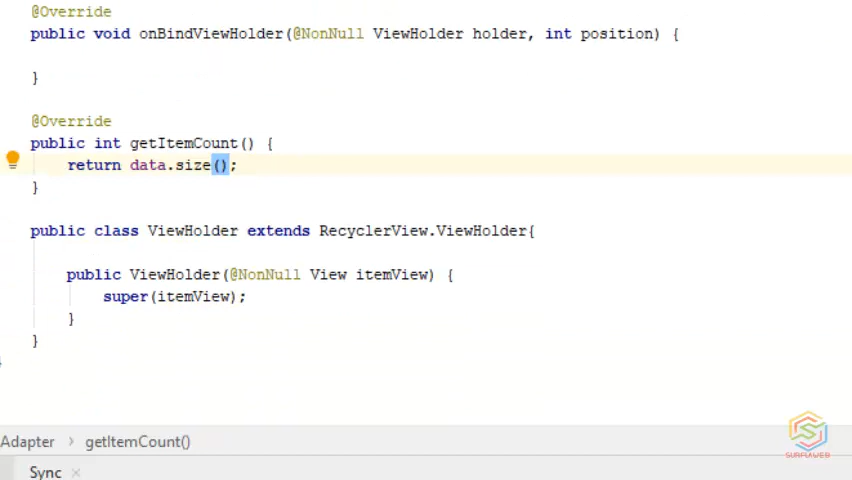 @Override
public void onBindViewHolder(@NonNull ViewHolder holder, int position) {
}
@Override
public int getItemCount() {
return data.size();
}
public class ViewHolder extends RecyclerView.ViewHolder{
public ViewHolder(@NonNull View itemView) {
super(itemView);
}
}
Adapter > getItemCount()
SURFIAWEB
Sync ×